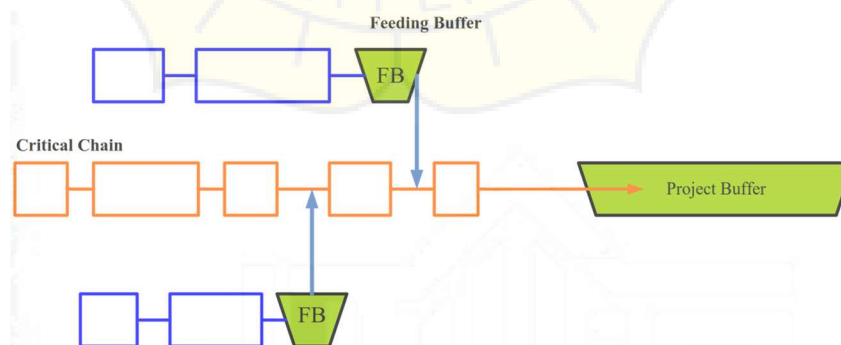 Feeding Buffer
FB
Critical Chain
Project Buffer
FB